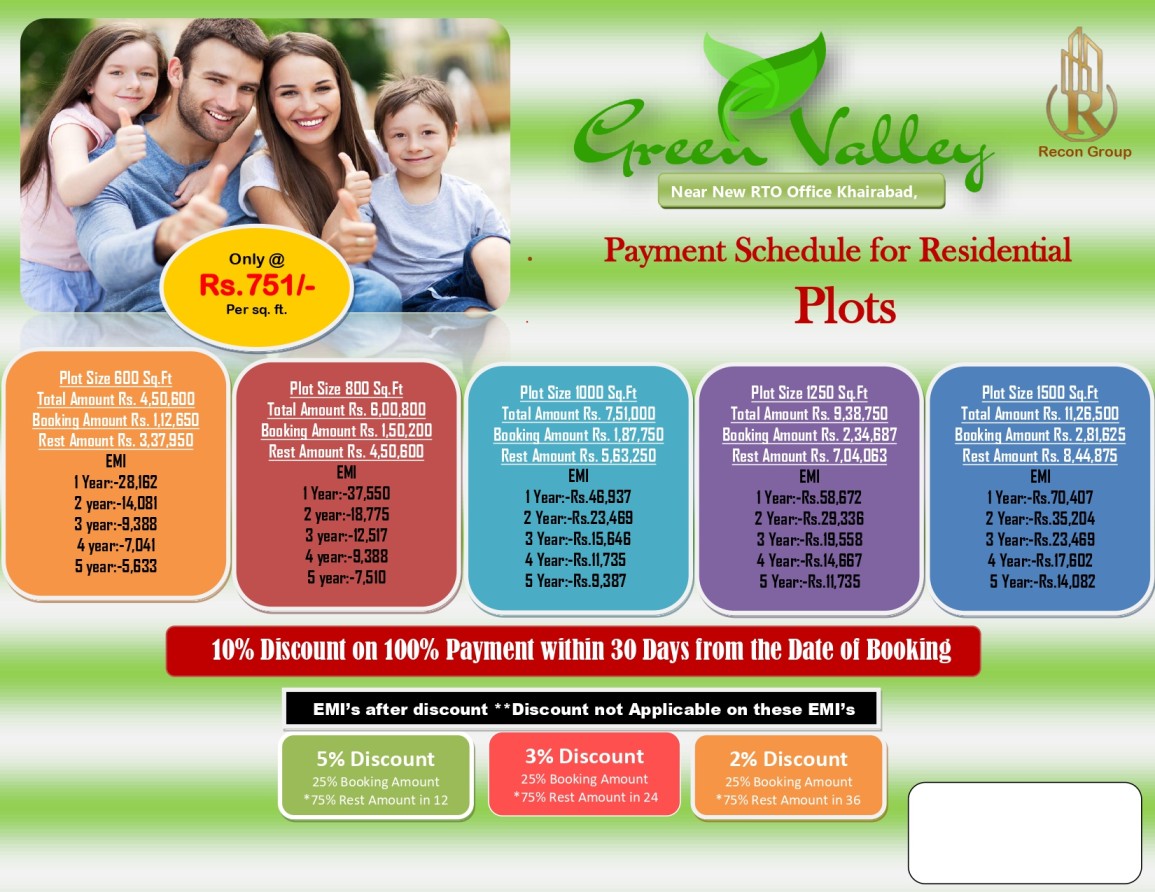 Green Valley
Near New RTO Office Khairabad,
R
Recon Group
Only @
Rs.751/-
Per sq. ft.
. Payment Schedule for Residential
. Plots
Plot Size 600 Sq.Ft
Total Amount Rs. 4,50,600
Booking Amount Rs. 1,12,650
Rest Amount Rs. 3,37,950
EMI
1 Year:-28,162
2 year:-14,081
3 year:-9,388
4 year:-7,041
5 year:-5,633
Plot Size 800 Sq.Ft
Total Amount Rs. 6,00,800
Booking Amount Rs. 1,50,200
Rest Amount Rs. 4,50,600
EMI
1 Year:-37,550
2 year:-18,775
3 year:-12,517
4 year:-9,388
5 year:-7,510
Plot Size 1000 Sq.Ft
Total Amount Rs. 7,51,000
Booking Amount Rs. 1,87,750
Rest Amount Rs. 5,63,250
EMI
1 Year:-Rs.46,937
2 Year:-Rs.23,469
3 Year:-Rs.15,646
4 Year:-Rs.11,735
5 Year:-Rs.9,387
Plot Size 1250 Sq.Ft
Total Amount Rs. 9,38,750
Booking Amount Rs. 2,34,687
Rest Amount Rs. 7,04,063
EMI
1 Year:-Rs.58,672
2 Year:-Rs.29,336
3 Year:-Rs.19,558
4 Year:-Rs.14,667
5 Year:-Rs.11,735
Plot Size 1500 Sq.Ft
Total Amount Rs. 11,26,500
Booking Amount Rs. 2,81,625
Rest Amount Rs. 8,44,875
EMI
1 Year:-Rs.70,407
2 Year:-Rs.35,204
3 Year:-Rs.23,469
4 Year:-Rs.17,602
5 Year:-Rs.14,082
10% Discount on 100% Payment within 30 Days from the Date of Booking
EMI’s after discount **Discount not Applicable on these EMI’s
5% Discount
25% Booking Amount
*75% Rest Amount in 12
3% Discount
25% Booking Amount
*75% Rest Amount in 24
2% Discount
25% Booking Amount
*75% Rest Amount in 36